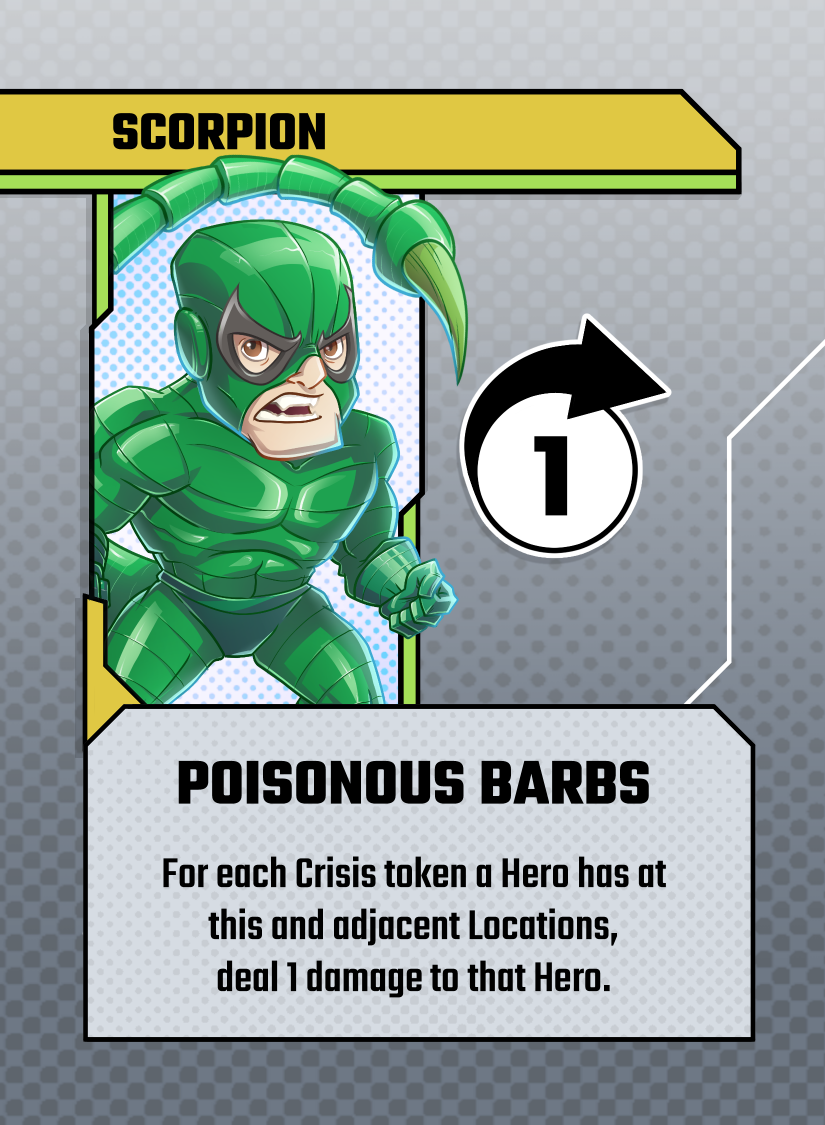 SCORPION
1
POISONOUS BARBS
For each Crisis token a Hero has at
this and adjacent Locations,
deal 1 damage to that Hero.